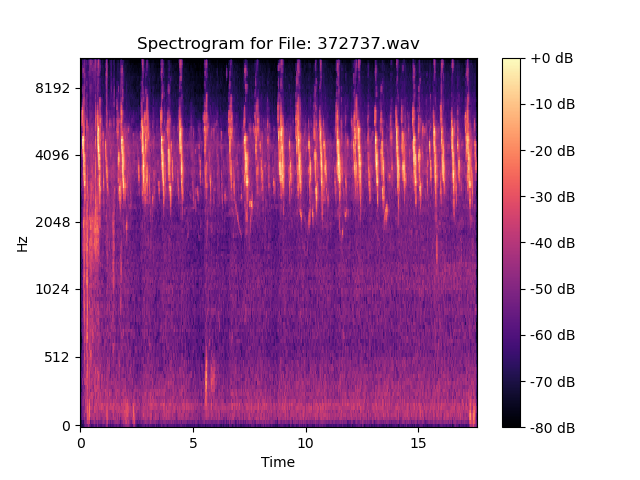 Spectrogram for File: 372737.wav
8192
4096
2048
1024
512
0
Hz
0
5
10
15
Time
+0 dB
-10 dB
-20 dB
-30 dB
-40 dB
-50 dB
-60 dB
-70 dB
-80 dB